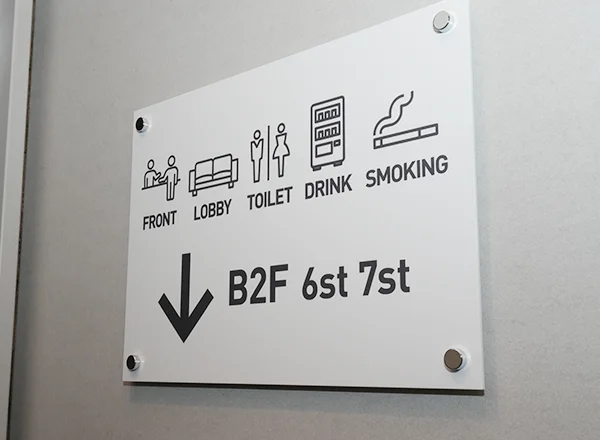 FRONT LOBBY TOILET DRINK SMOKING
B2F 6st 7st